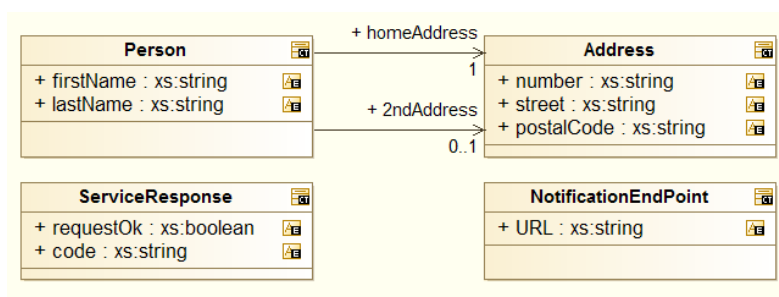 Person
+ firstName : xs:string
+ lastName : xs:string
+ homeAddress
1
+ 2ndAddress
0..1
Address
+ number : xs:string
+ street : xs:string
+ postalCode : xs:string
ServiceResponse
+ requestOk : xs:boolean
+ code : xs:string
NotificationEndPoint
+ URL : xs:string